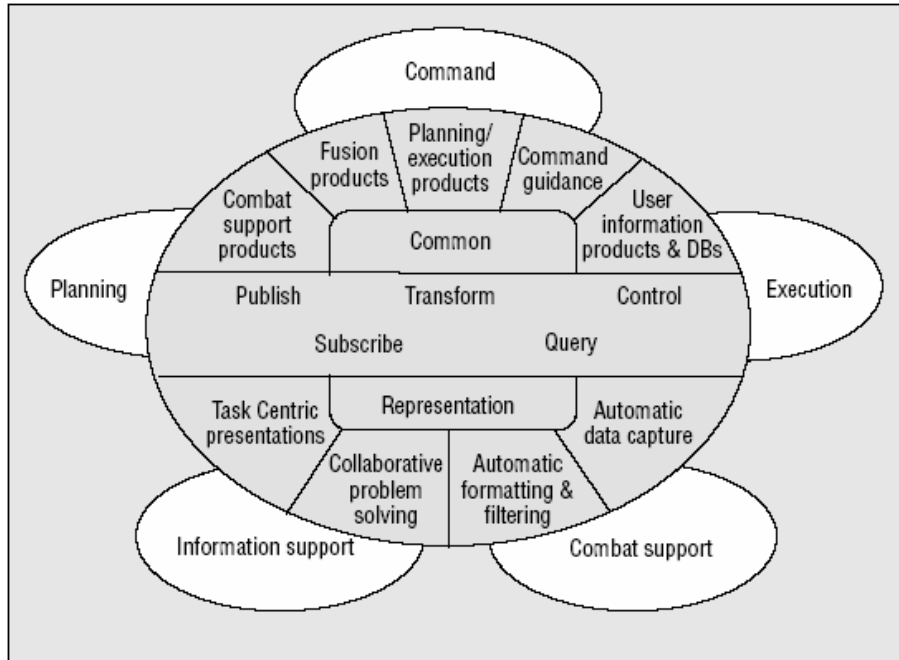 Command
Fusion
products
Planning/
execution
products
Command
guidance
Combat
support
products
User
information
products & DBs
Common
Planning
Execution
Publish
Transform
Control
Subscribe
Query
Task Centric
presentations
Representation
Automatic
data capture
Collaborative
problem
solving
Automatic
formatting &
filtering
Information support
Combat support